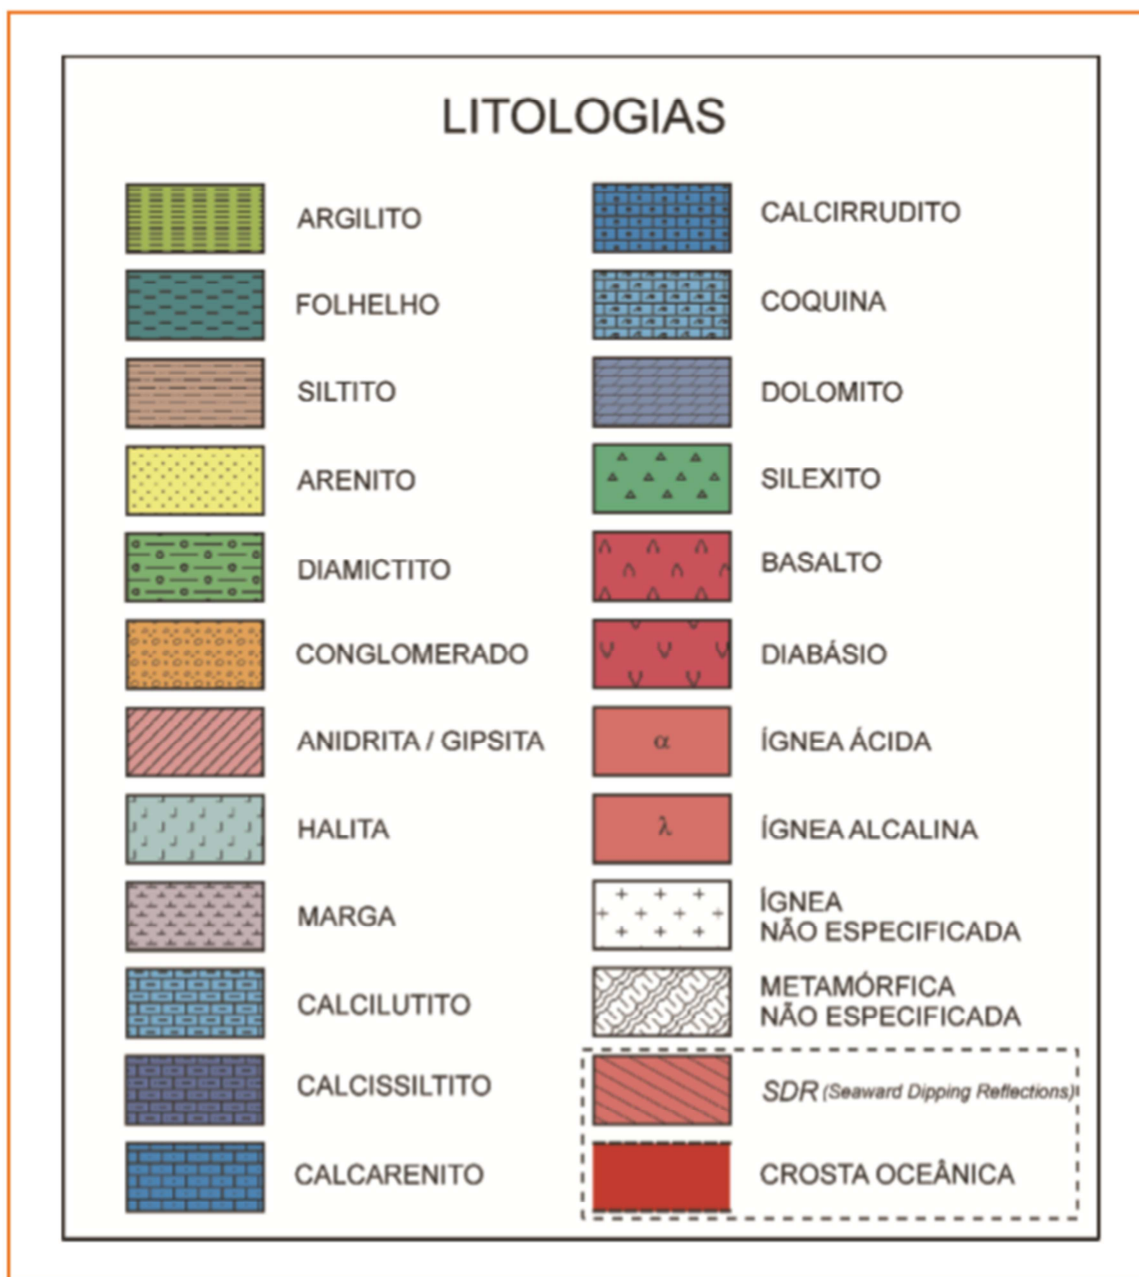 LITOLOGIAS
ARGILITO
FOLHELHO
SILTITO
ARENITO
DIAMICTITO
CONGLOMERADO
ANIDRITA / GIPSITA
HALITA
MARGA
CALCILUTITO
CALCISSILTITO
CALCARENITO
CALCIRRUDITO
COQUINA
DOLOMITO
SILEXITO
BASALTO
DIABÁSIO
α
ÍGNEA ÁCIDA
λ
ÍGNEA ALCALINA
ÍGNEA
NÃO ESPECIFICADA
METAMÓRFICA
NÃO ESPECIFICADA
SDR (Seaward Dipping Reflections)
CROSTA OCEÂNICA